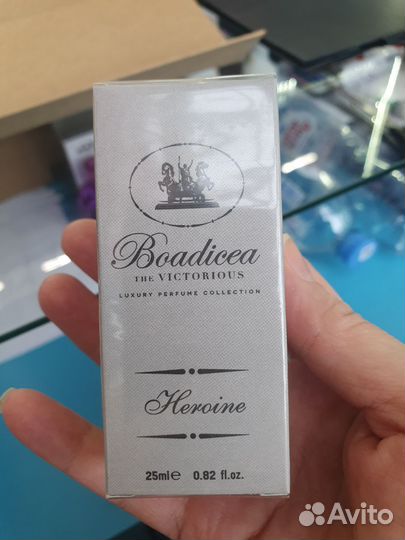 Boadicea
THE VICTORIOUS
LUXURY PERFUME COLLECTION
Heroine
25ml℮ 0.82 fl.oz.
Avito